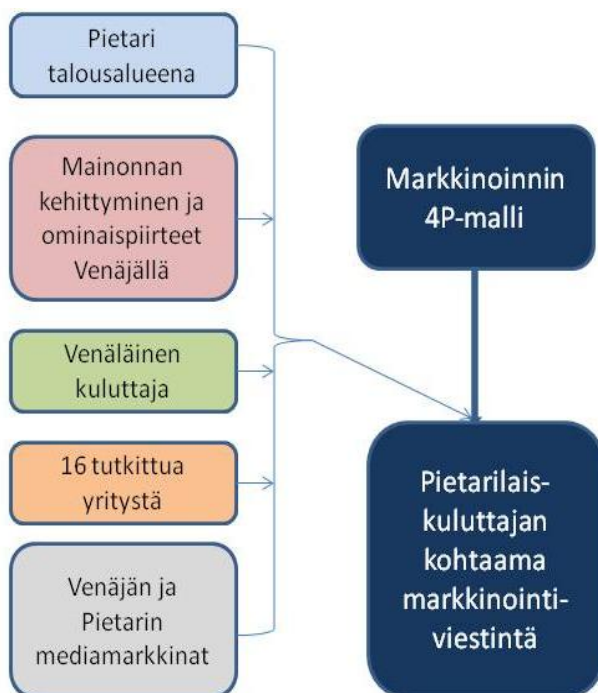 Pietari
talousalueena
Mainonnan
kehittyminen ja
ominaispiirteet
Venäjällä
Venäläinen
kuluttaja
16 tutkittua
yritystä
Venäjän ja
Pietarin
mediamarkkinat
Markkinoinnin
4P-malli
Pietarilais-
kuluttajan
kohtaama
markkinointi-
viestintä